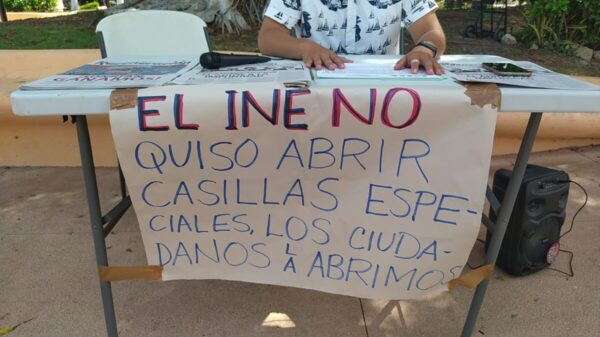 EL INE NO
QUISO ABRIR
CASILLAS ESPE-
CIALES, LOS CIUDA-
DANOS LA ABRIMOS